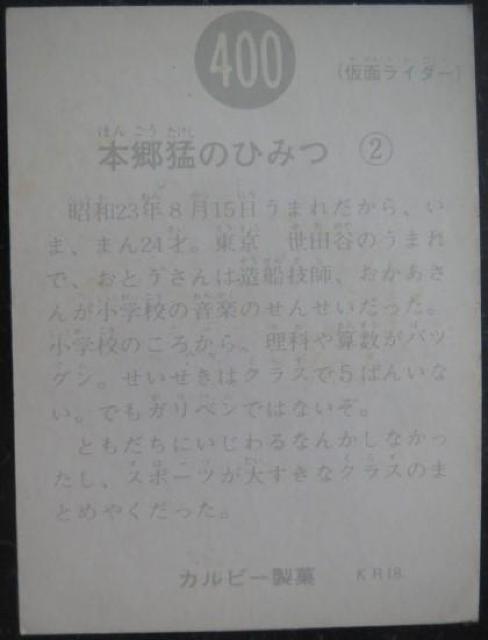 400
(仮面ライダー)
本郷猛のひみつ ②
昭和23年8月15日うまれだから、い
ま、まん24才。東京 世田谷のうまれ
で、おとうさんは造船技師、おかあさ
んが小学校の音楽のせんせいだった。
小学校のころから、理科や算数がバツ
グン。せいせきはクラスで5ばんいな
い。でもガリベンではないぞ。
ともだちにいじわるなんかしなかっ
たし、スポーツが大すきなクラスのま
とめやくだった。
カルビー製菓 KR18